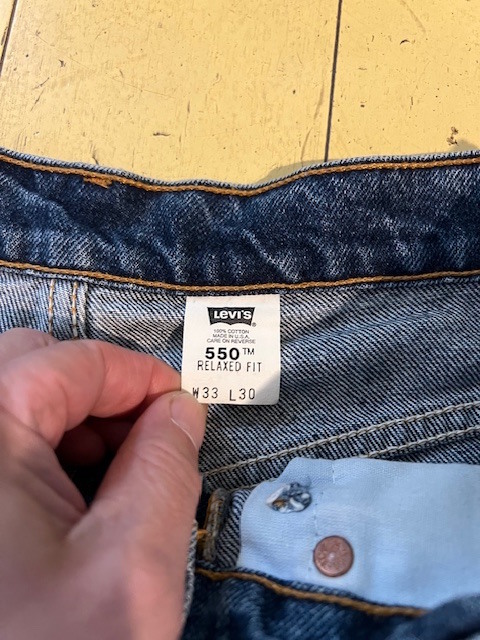 LEVI'S ®
100% COTTON
MADE IN U.S.A.
CARE ON REVERSE
550™
RELAXED FIT
W33 L30